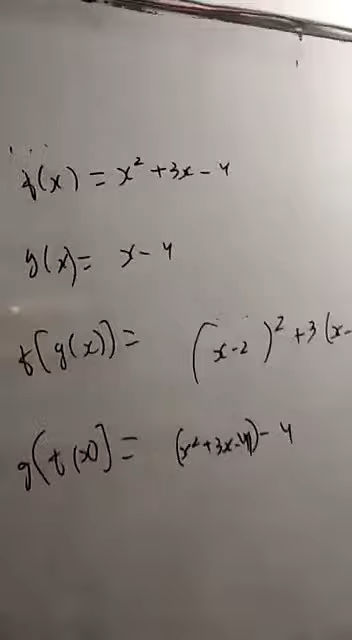 f(x) = x² + 3x - 4
g(x) = x - 4
f(g(x)) = (x-2)² + 3(x-
g(f(x)) = (x² + 3x - 4) - 4